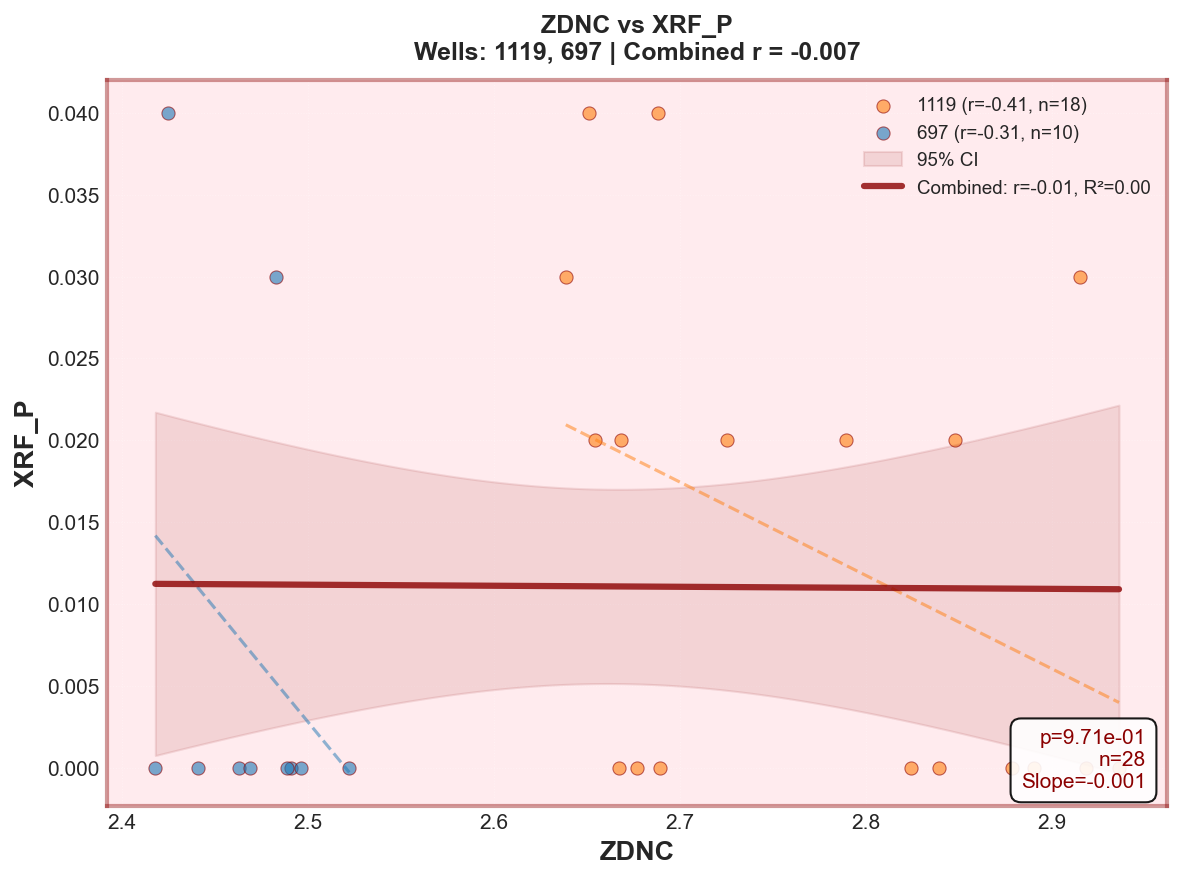 ZDNC vs XRF_P
Wells: 1119, 697 | Combined r = -0.007
1119 (r=-0.41, n=18)
697 (r=-0.31, n=10)
95% CI
Combined: r=-0.01, R²=0.00
XRF_P
0.040
0.035
0.030
0.025
0.020
0.015
0.010
0.005
0.000
p=9.71e-01
n=28
Slope=-0.001
2.4 2.5 2.6 2.7 2.8 2.9
ZDNC